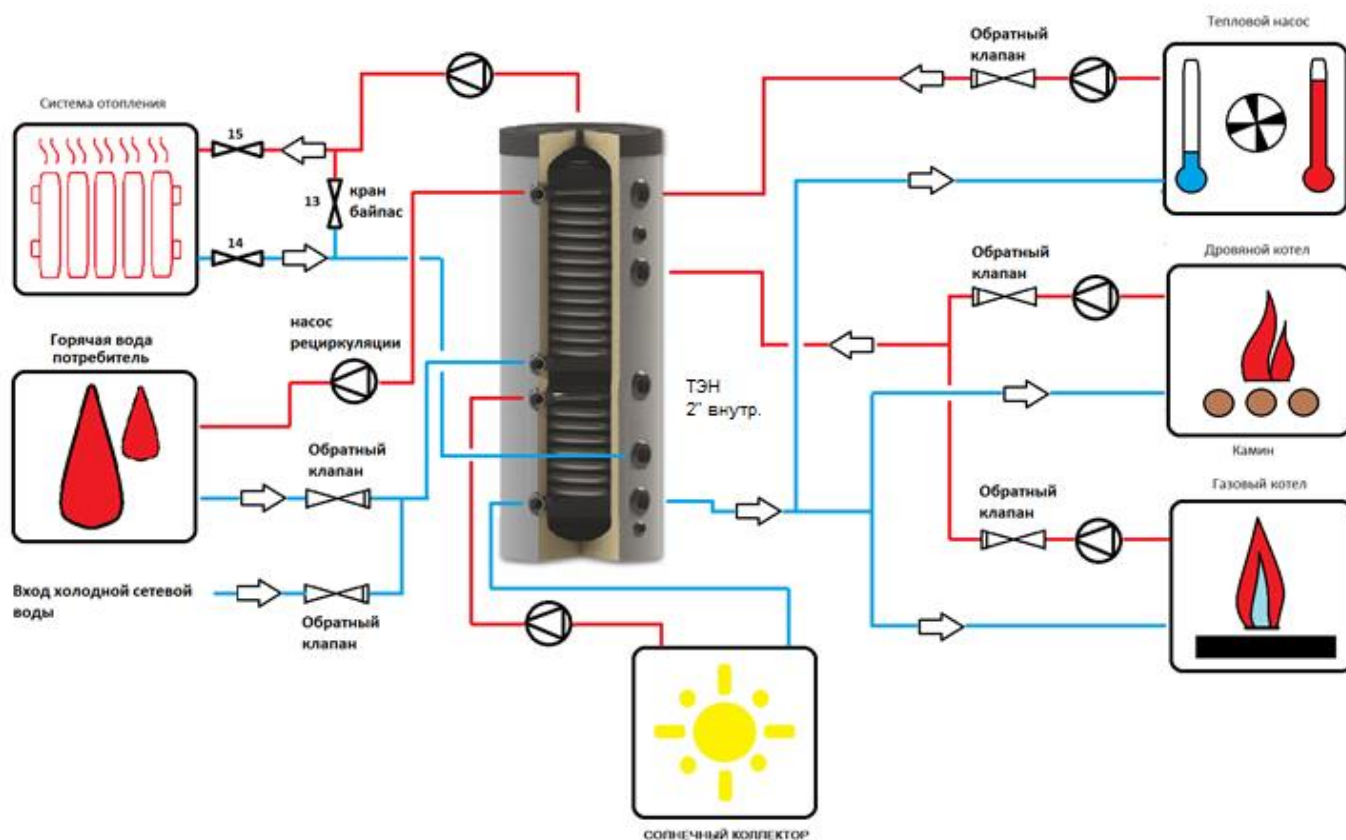 Тепловой насос
Обратный
клапан
Система отопления
15
13
кран
байпас
14
Обратный
клапан
Дровяной котел
насос
рециркуляции
Горячая вода
потребитель
ТЭН
2" внутр.
Обратный
клапан
Камин
Обратный
клапан
Газовый котел
Вход холодной сетевой
воды
Обратный
клапан
СОЛНЕЧНЫЙ КОЛЛЕКТОР